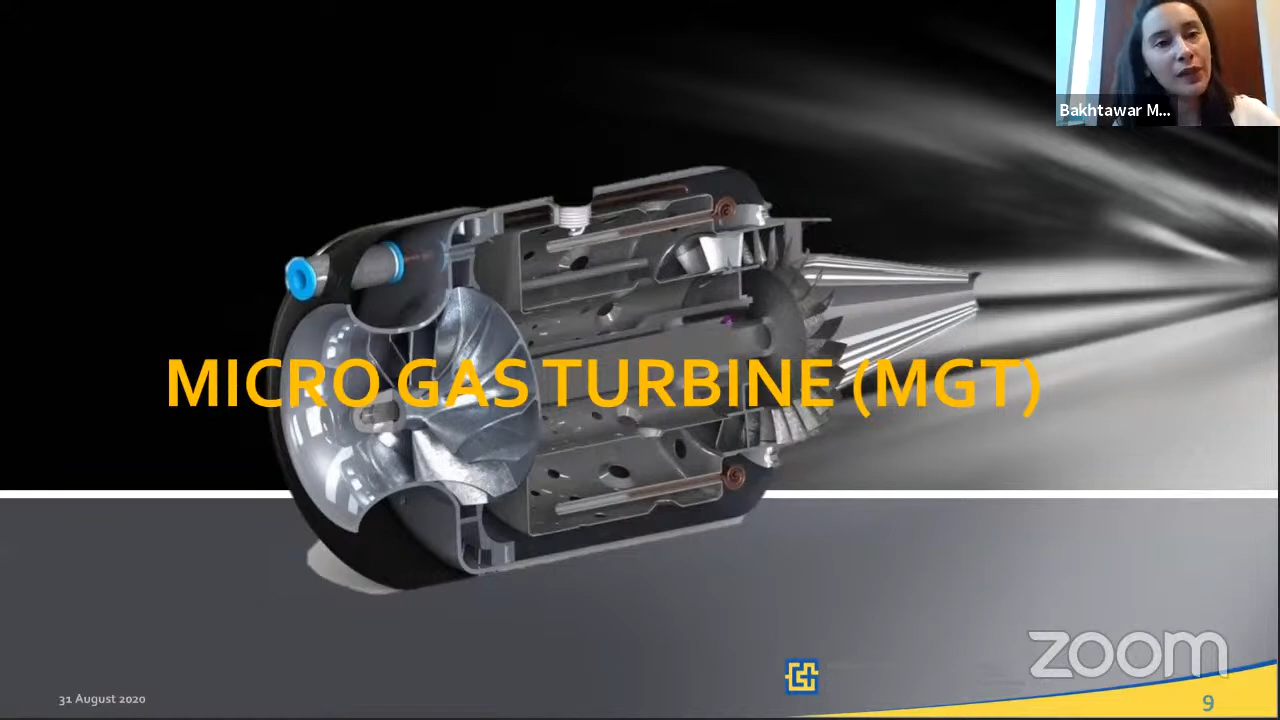 Bakhtawar M...
MICRO GAS TURBINE (MGT)
zoom
31 August 2020
9